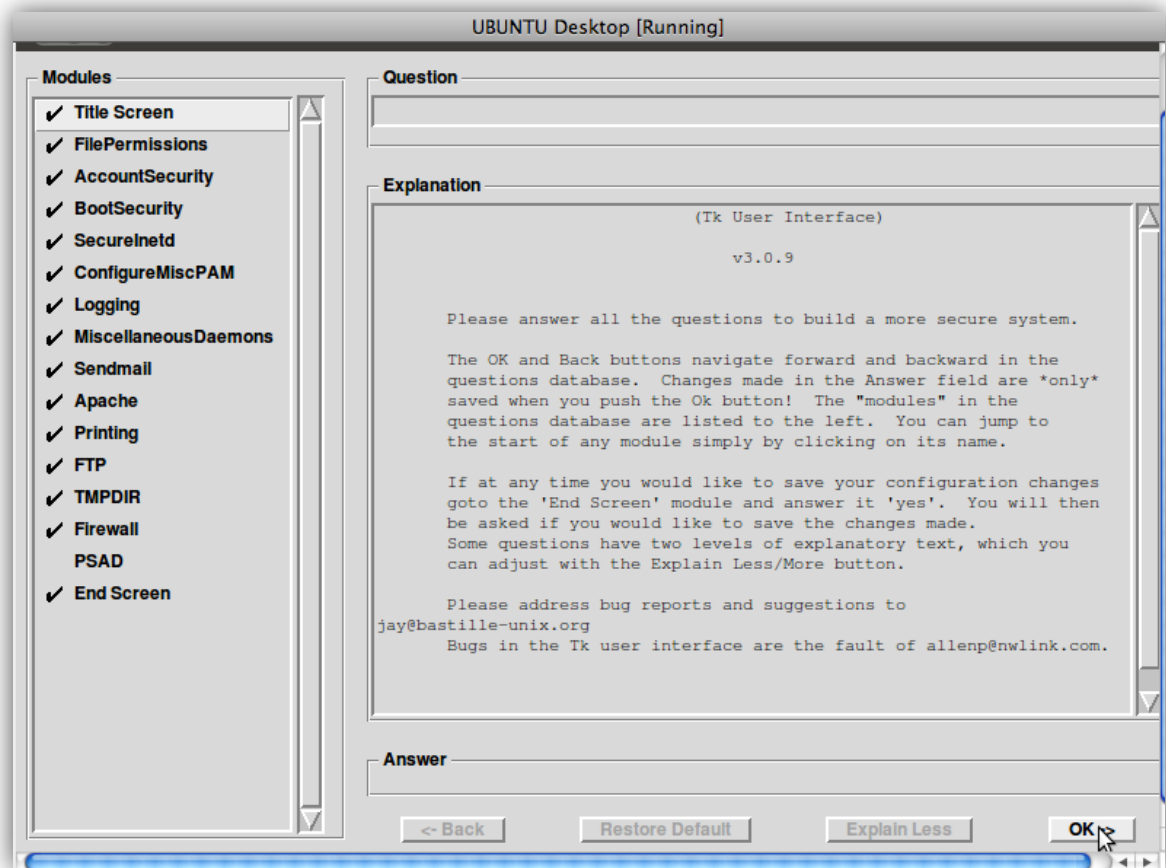 UBUNTU Desktop [Running]
Modules
Title Screen
FilePermissions
AccountSecurity
BootSecurity
SecureInetd
ConfigureMiscPAM
Logging
MiscellaneousDaemons
Sendmail
Apache
Printing
FTP
TMPDIR
Firewall
PSAD
End Screen
Question
Explanation
(Tk User Interface)
v3.0.9
Please answer all the questions to build a more secure system.
The OK and Back buttons navigate forward and backward in the
questions database.  Changes made in the Answer field are *only*
saved when you push the Ok button!  The "modules" in the
questions database are listed to the left.  You can jump to
the start of any module simply by clicking on its name.
If at any time you would like to save your configuration changes
goto the 'End Screen' module and answer it 'yes'.  You will then
be asked if you would like to save the changes made.
Some questions have two levels of explanatory text, which you
can adjust with the Explain Less/More button.
Please address bug reports and suggestions to
jay@bastille-unix.org
Bugs in the Tk user interface are the fault of allenp@nwlink.com.
Answer
<- Back
Restore Default
Explain Less
OK ->